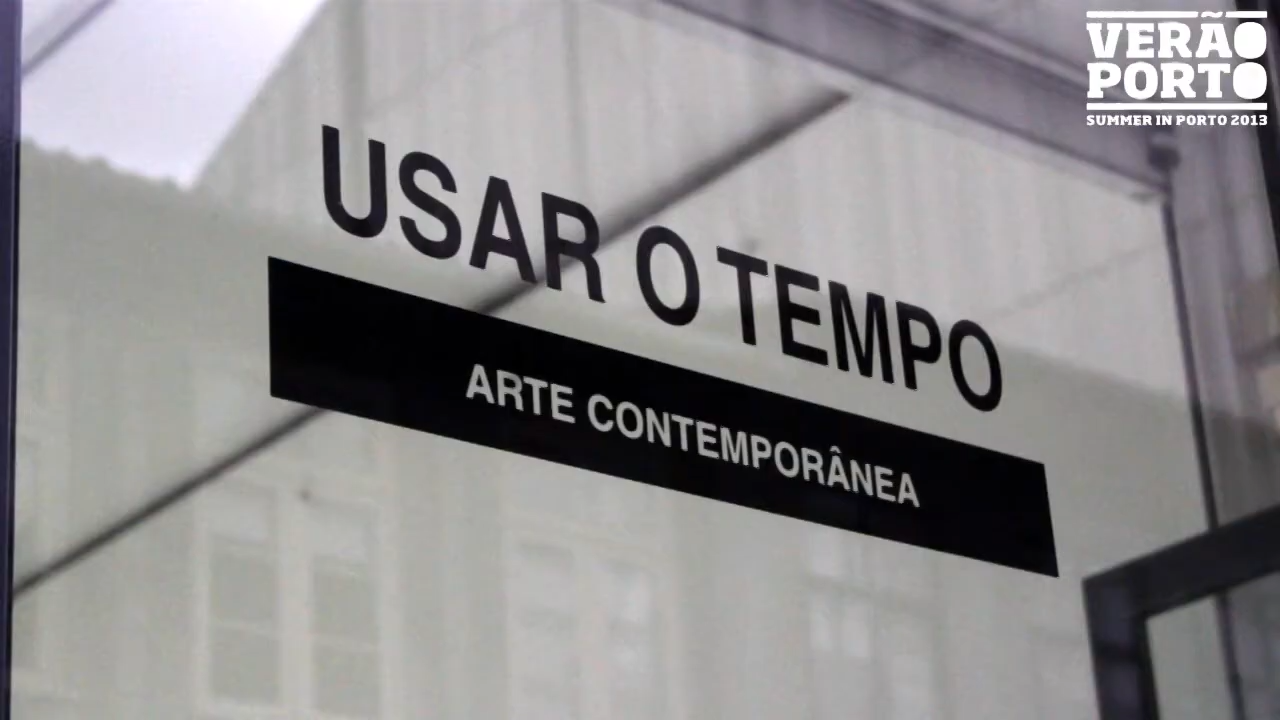 VERÃO
PORTO
SUMMER IN PORTO 2013
USAR O TEMPO
ARTE CONTEMPORÂNEA